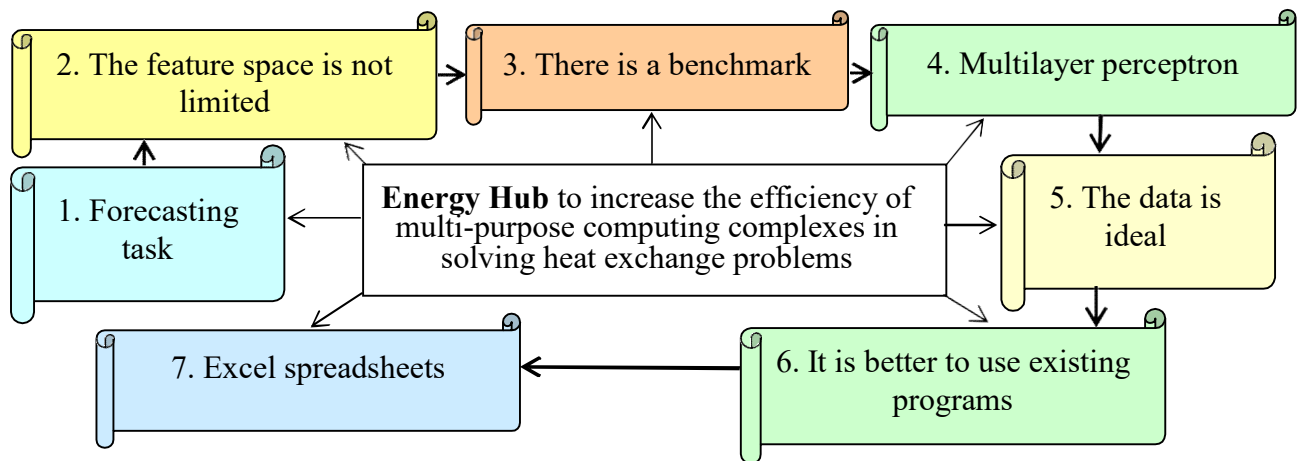 2. The feature space is not
limited
3. There is a benchmark
4. Multilayer perceptron
1. Forecasting
task
Energy Hub to increase the efficiency of
multi-purpose computing complexes in
solving heat exchange problems
5. The data is
ideal
7. Excel spreadsheets
6. It is better to use existing
programs